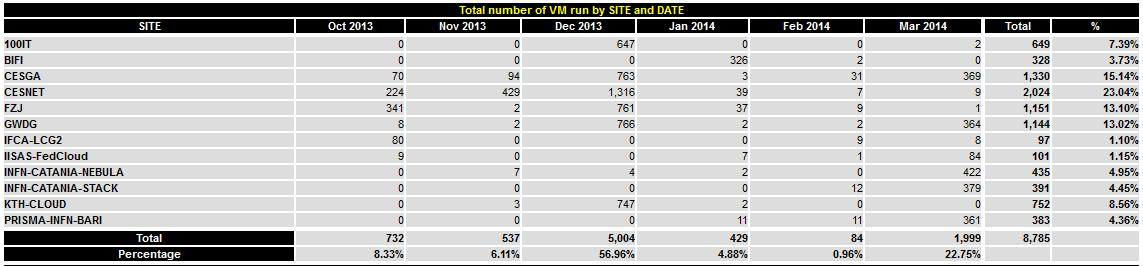 Total number of VM run by SITE and DATE
SITE Oct 2013 Nov 2013 Dec 2013 Jan 2014 Feb 2014 Mar 2014 Total %
100IT 0 0 647 0 0 2 649 7.39%
BIFI 0 0 0 326 2 0 328 3.73%
CESGA 70 94 763 3 31 369 1,330 15.14%
CESNET 224 429 1,316 39 7 9 2,024 23.04%
FZJ 341 2 761 37 9 1 1,151 13.10%
GWDG 8 2 766 2 2 364 1,144 13.02%
IFCA-LCG2 80 0 0 0 9 8 97 1.10%
IISAS-FedCloud 9 0 0 7 1 84 101 1.15%
INFN-CATANIA-NEBULA 0 7 4 2 0 422 435 4.95%
INFN-CATANIA-STACK 0 0 0 0 12 379 391 4.45%
KTH-CLOUD 0 3 747 2 0 0 752 8.56%
PRISMA-INFN-BARI 0 0 0 11 11 361 383 4.36%
Total 732 537 5,004 429 84 1,999 8,785
Percentage 8.33% 6.11% 56.96% 4.88% 0.96% 22.75%